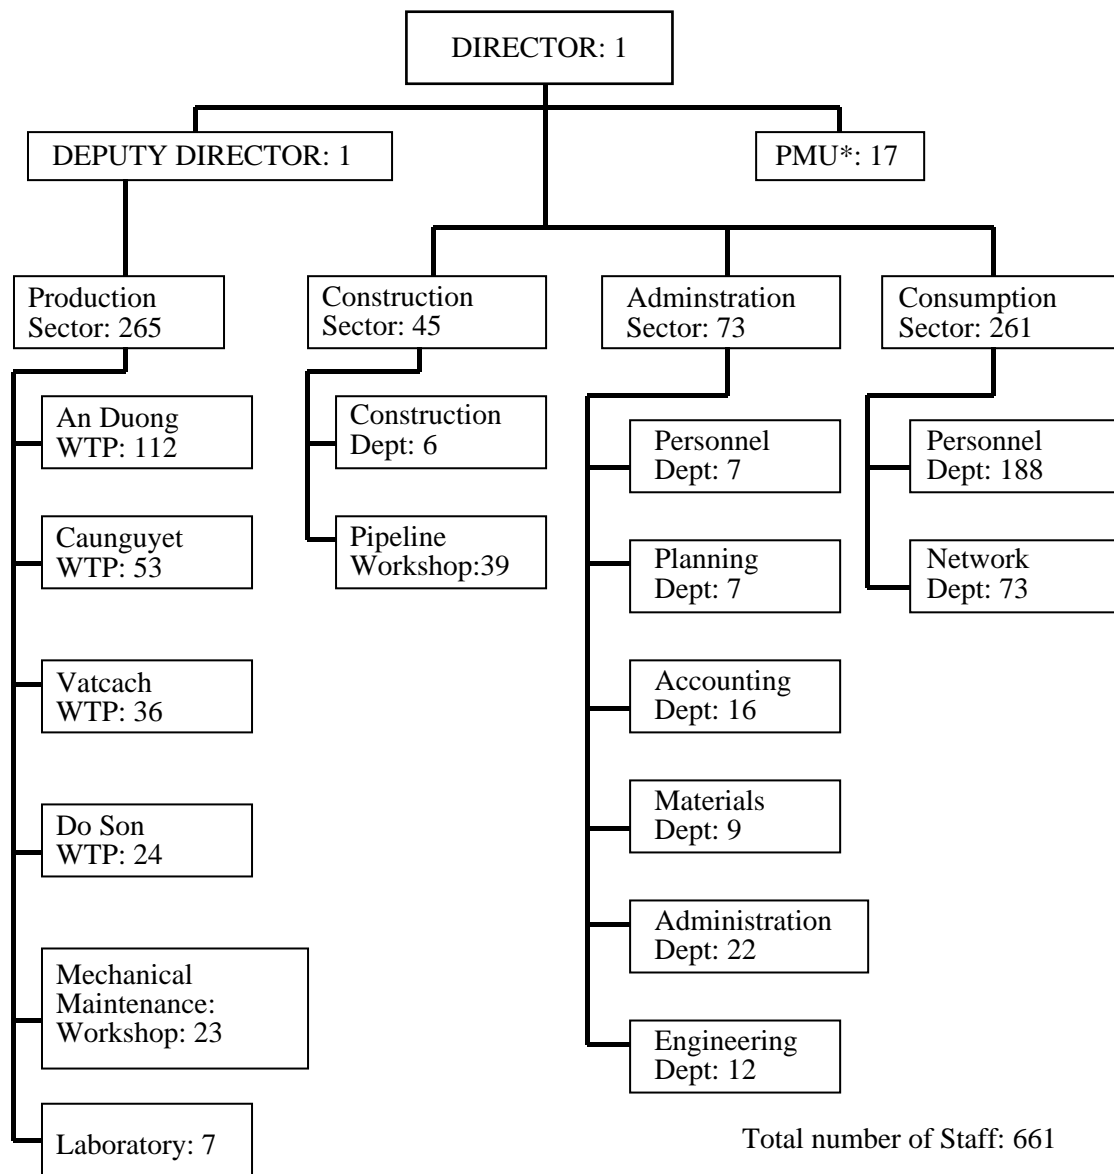 DIRECTOR: 1
DEPUTY DIRECTOR: 1
PMU*: 17
Production
Sector: 265
Construction
Sector: 45
Adminstration
Sector: 73
Consumption
Sector: 261
An Duong
WTP: 112
Caunguyet
WTP: 53
Vatcach
WTP: 36
Do Son
WTP: 24
Mechanical
Maintenance:
Workshop: 23
Laboratory: 7
Construction
Dept: 6
Pipeline
Workshop:39
Personnel
Dept: 7
Planning
Dept: 7
Accounting
Dept: 16
Materials
Dept: 9
Administration
Dept: 22
Engineering
Dept: 12
Personnel
Dept: 188
Network
Dept: 73
Total number of Staff: 661